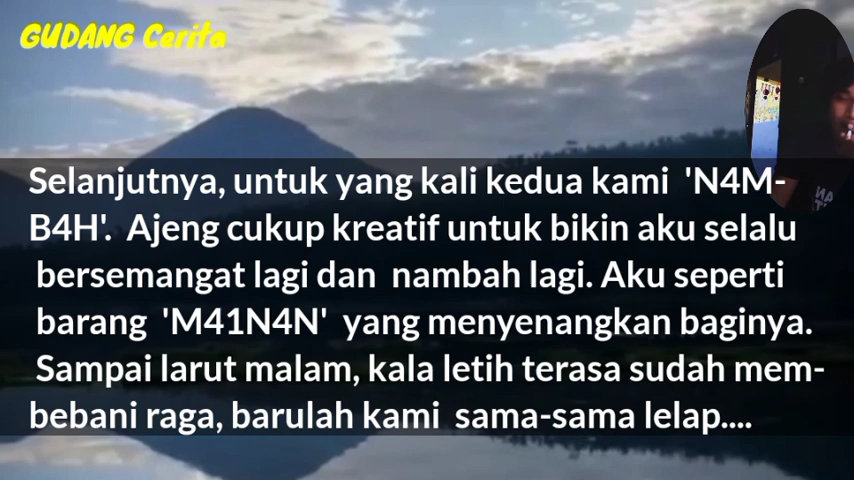 GUDANG Cerita
Selanjutnya, untuk yang kali kedua kami 'N4M-
B4H'. Ajeng cukup kreatif untuk bikin aku selalu
bersemangat lagi dan nambah lagi. Aku seperti
barang 'M41N4N' yang menyenangkan baginya.
Sampai larut malam, kala letih terasa sudah mem-
bebani raga, barulah kami sama-sama lelap....